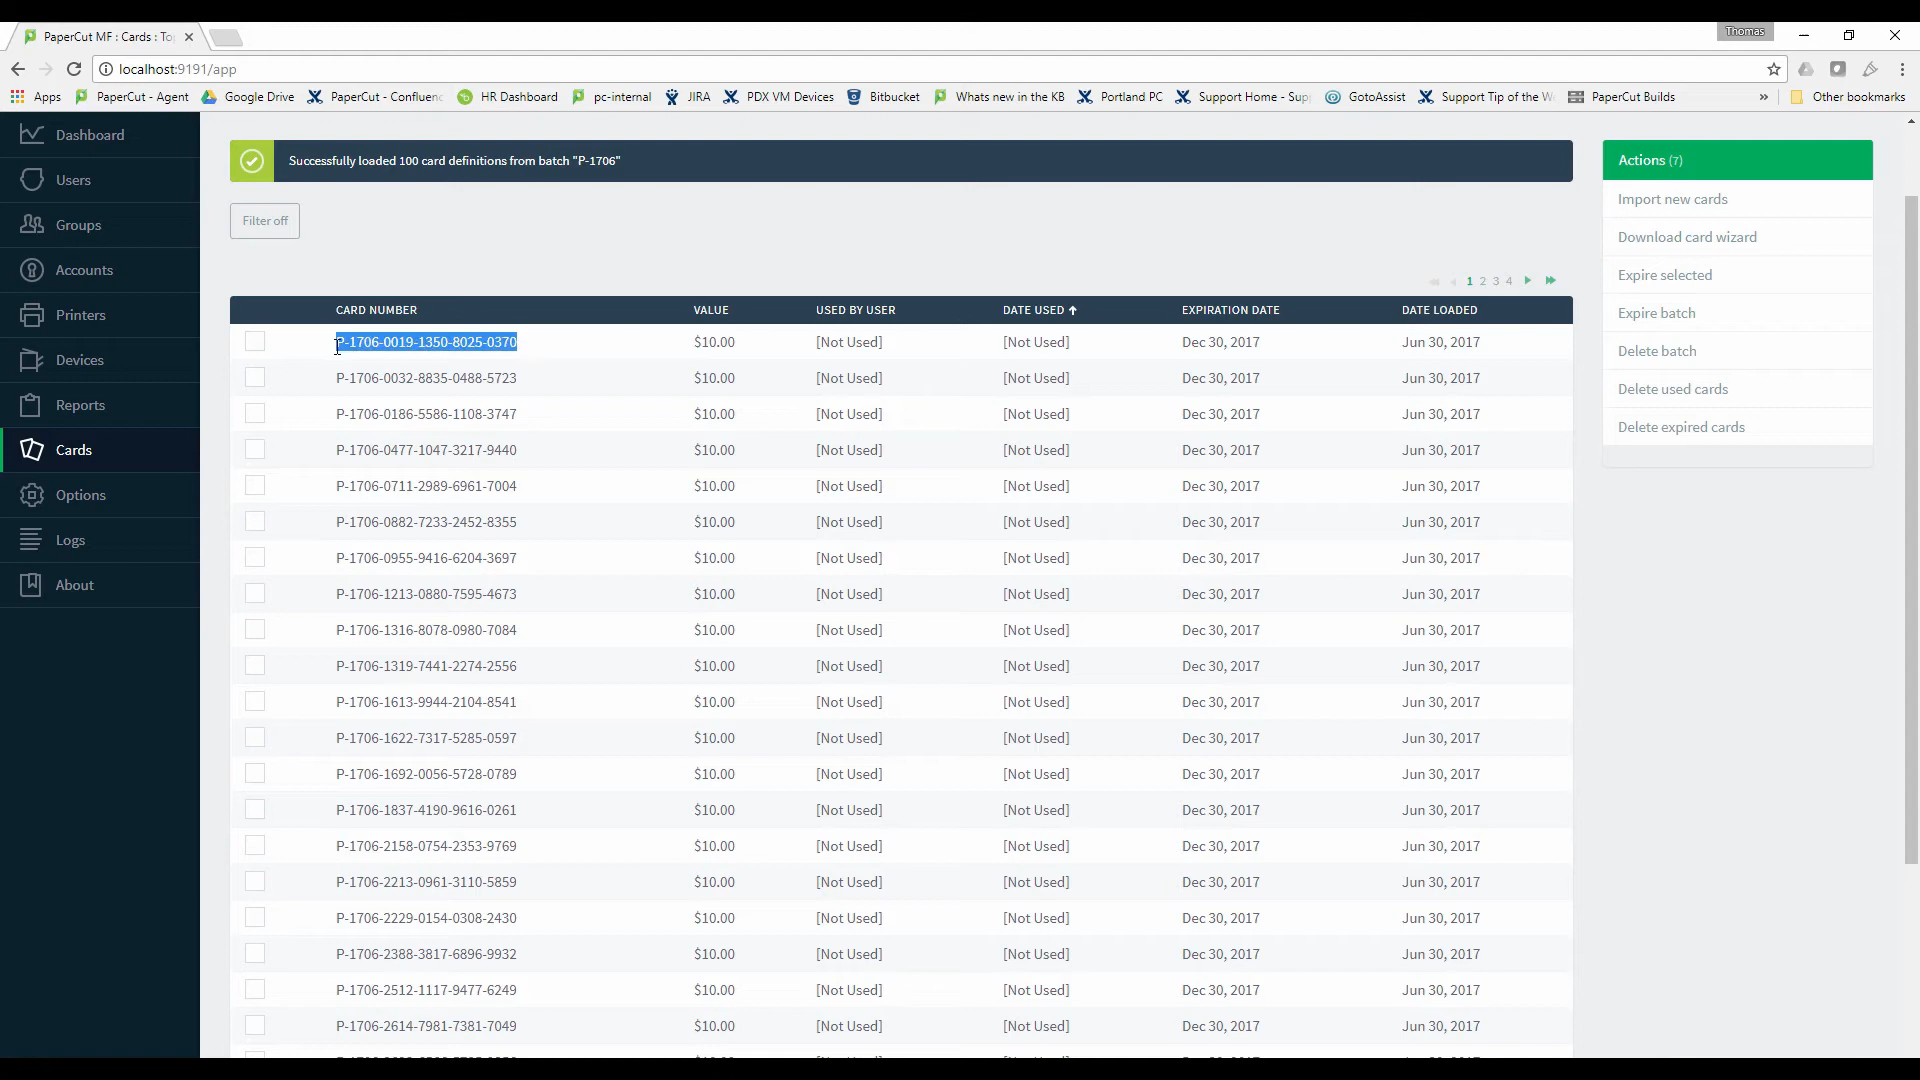 PaperCut MF : Cards : To
Thomas
localhost:9191/app
Apps PaperCut - Agent Google Drive PaperCut - Confluenc HR Dashboard pc-internal JIRA PDX VM Devices Bitbucket Whats new in the KB Portland PC Support Home - Sup GotoAssist Support Tip of the W PaperCut Builds » Other bookmarks
Dashboard
Users
Groups
Accounts
Printers
Devices
Reports
Cards
Options
Logs
About
Successfully loaded 100 card definitions from batch "P-1706"
Filter off
1 2 3 4
CARD NUMBER VALUE USED BY USER DATE USED EXPIRATION DATE DATE LOADED
P-1706-0019-1350-8025-0370 $10.00 [Not Used] [Not Used] Dec 30, 2017 Jun 30, 2017
P-1706-0032-8835-0488-5723 $10.00 [Not Used] [Not Used] Dec 30, 2017 Jun 30, 2017
P-1706-0186-5586-1108-3747 $10.00 [Not Used] [Not Used] Dec 30, 2017 Jun 30, 2017
P-1706-0477-1047-3217-9440 $10.00 [Not Used] [Not Used] Dec 30, 2017 Jun 30, 2017
P-1706-0711-2989-6961-7004 $10.00 [Not Used] [Not Used] Dec 30, 2017 Jun 30, 2017
P-1706-0882-7233-2452-8355 $10.00 [Not Used] [Not Used] Dec 30, 2017 Jun 30, 2017
P-1706-0955-9416-6204-3697 $10.00 [Not Used] [Not Used] Dec 30, 2017 Jun 30, 2017
P-1706-1213-0880-7595-4673 $10.00 [Not Used] [Not Used] Dec 30, 2017 Jun 30, 2017
P-1706-1316-8078-0980-7084 $10.00 [Not Used] [Not Used] Dec 30, 2017 Jun 30, 2017
P-1706-1319-7441-2274-2556 $10.00 [Not Used] [Not Used] Dec 30, 2017 Jun 30, 2017
P-1706-1613-9944-2104-8541 $10.00 [Not Used] [Not Used] Dec 30, 2017 Jun 30, 2017
P-1706-1622-7317-5285-0597 $10.00 [Not Used] [Not Used] Dec 30, 2017 Jun 30, 2017
P-1706-1692-0056-5728-0789 $10.00 [Not Used] [Not Used] Dec 30, 2017 Jun 30, 2017
P-1706-1837-4190-9616-0261 $10.00 [Not Used] [Not Used] Dec 30, 2017 Jun 30, 2017
P-1706-2158-0754-2353-9769 $10.00 [Not Used] [Not Used] Dec 30, 2017 Jun 30, 2017
P-1706-2213-0961-3110-5859 $10.00 [Not Used] [Not Used] Dec 30, 2017 Jun 30, 2017
P-1706-2229-0154-0308-2430 $10.00 [Not Used] [Not Used] Dec 30, 2017 Jun 30, 2017
P-1706-2388-3817-6896-9932 $10.00 [Not Used] [Not Used] Dec 30, 2017 Jun 30, 2017
P-1706-2512-1117-9477-6249 $10.00 [Not Used] [Not Used] Dec 30, 2017 Jun 30, 2017
P-1706-2614-7981-7381-7049 $10.00 [Not Used] [Not Used] Dec 30, 2017 Jun 30, 2017
Actions (7)
Import new cards
Download card wizard
Expire selected
Expire batch
Delete batch
Delete used cards
Delete expired cards